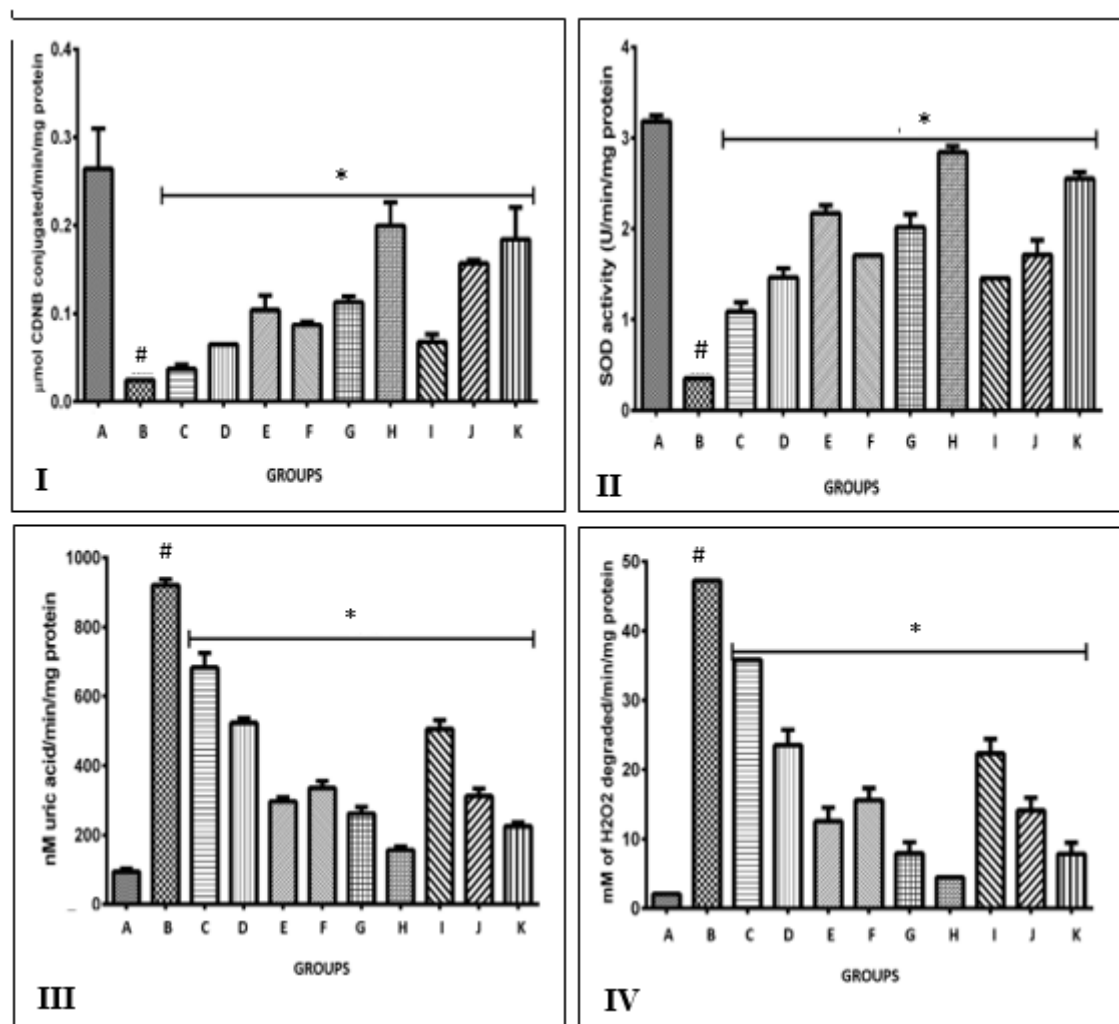 μmol CDNB conjugated/min/mg protein
0.4
0.3
0.2
0.1
0.0
*
#
A B C D E F G H I J K
GROUPS
I
SOD activity (U/min/mg protein
4
3
2
1
0
*
#
A B C D E F G H I J K
GROUPS
II
nM uric acid/min/mg protein
1000
800
600
400
200
0
#
*
A B C D E F G H I J K
GROUPS
III
mM of H2O2 degraded/min/mg protein
50
40
30
20
10
0
#
*
A B C D E F G H I J K
GROUPS
IV